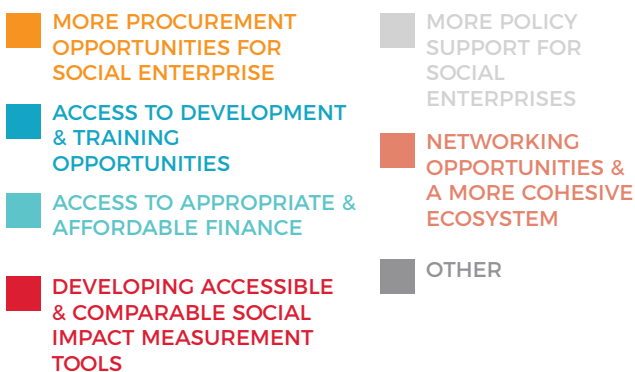 MORE PROCUREMENT
OPPORTUNITIES FOR
SOCIAL ENTERPRISE
ACCESS TO DEVELOPMENT
& TRAINING
OPPORTUNITIES
ACCESS TO APPROPRIATE &
AFFORDABLE FINANCE
DEVELOPING ACCESSIBLE
& COMPARABLE SOCIAL
IMPACT MEASUREMENT
TOOLS
MORE POLICY
SUPPORT FOR
SOCIAL
ENTERPRISES
NETWORKING
OPPORTUNITIES &
A MORE COHESIVE
ECOSYSTEM
OTHER